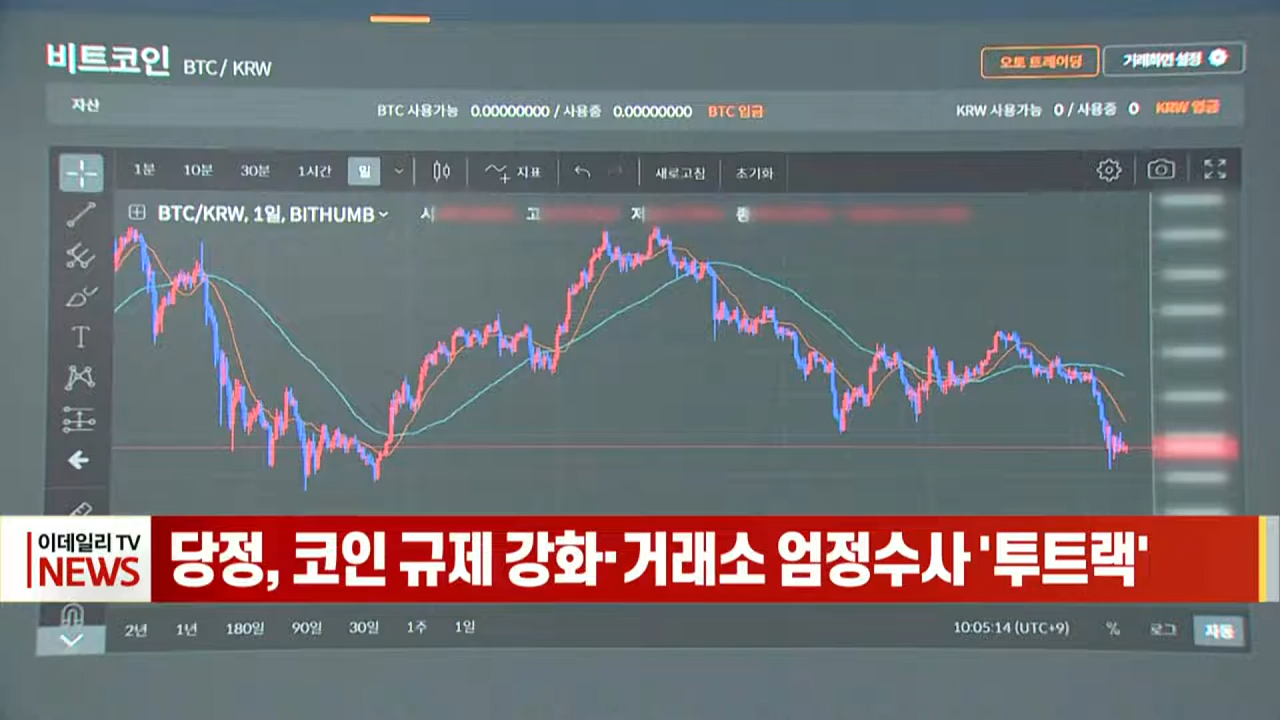 비트코인 BTC / KRW
오토 트레이딩
거래화면 설정
자산
BTC 사용가능 0.00000000 / 사용중 0.00000000 BTC 입금
KRW 사용가능 0 / 사용중 0 KRW 입금
1분 10분 30분 1시간 일 지표 새로고침 초기화
BTC/KRW, 1일, BITHUMB 시 고 저 종
T
이데일리 TV
NEWS
당정, 코인 규제 강화·거래소 엄정수사 '투트랙'
2년 1년 180일 90일 30일 1주 1일
10:05:14 (UTC+9) % 로그 자동